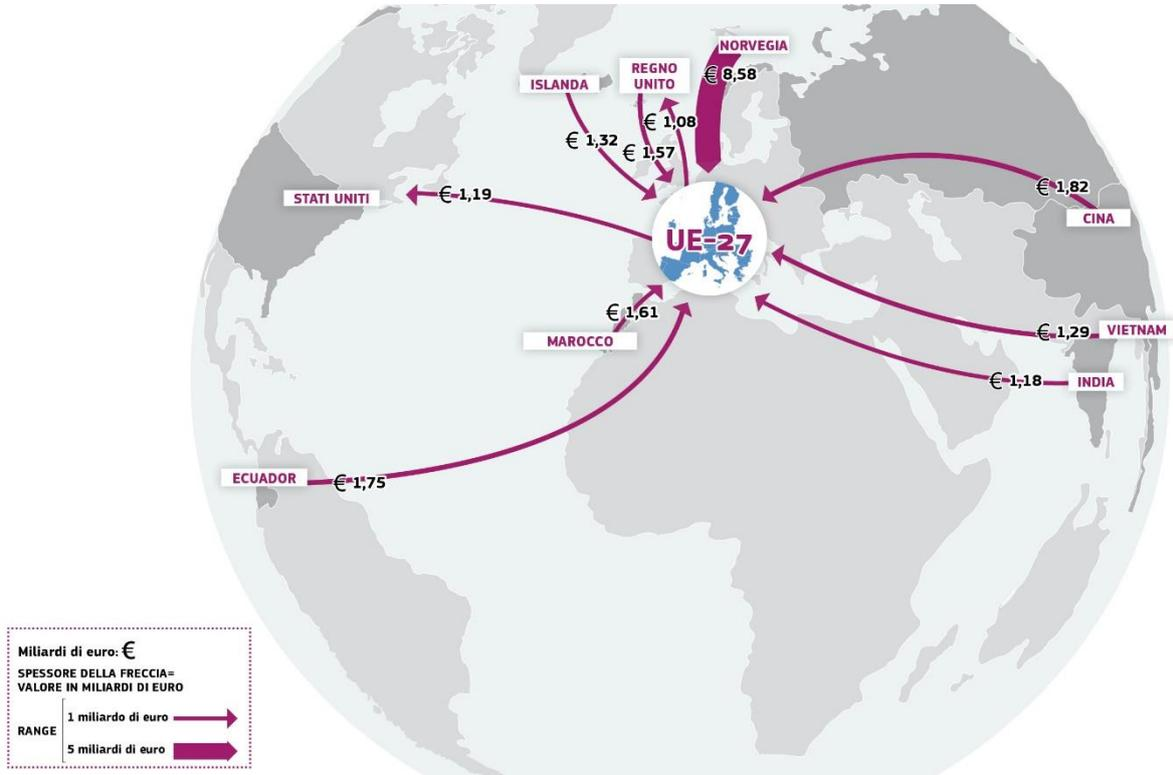 NORVEGIA
€ 8,58
REGNO
UNITO
ISLANDA
€ 1,08
€ 1,32
€ 1,57
€ 1,82
STATI UNITI
€ 1,19
CINA
UE-27
€ 1,61
MAROCCO
€ 1,29
VIETNAM
€ 1,18
INDIA
ECUADOR
€ 1,75
Miliardi di euro: €
SPESSORE DELLA FRECCIA=
VALORE IN MILIARDI DI EURO
RANGE
1 miliardo di euro
5 miliardi di euro